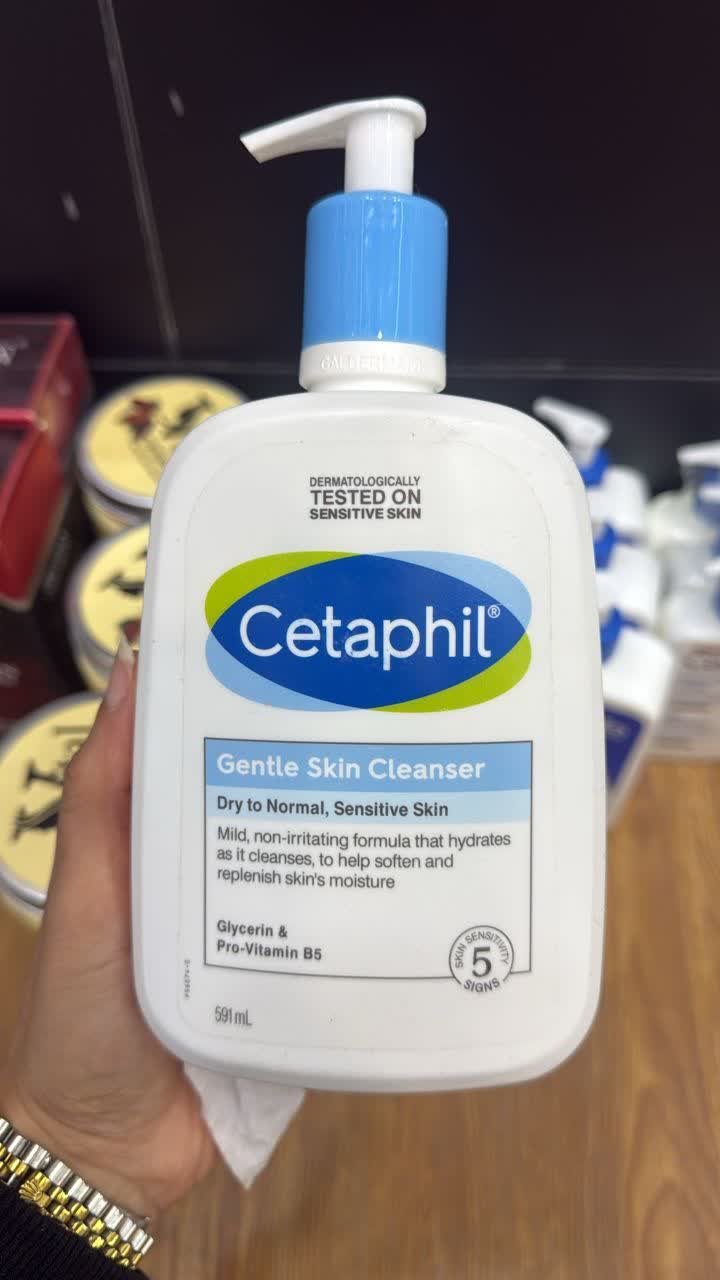 DERMATOLOGICALLY
TESTED ON
SENSITIVE SKIN
Cetaphil®
Gentle Skin Cleanser
Dry to Normal, Sensitive Skin
Mild, non-irritating formula that hydrates
as it cleanses, to help soften and
replenish skin's moisture
Glycerin &
Pro-Vitamin B5
SKIN SENSITIVITY
5
SIGNS
591 mL